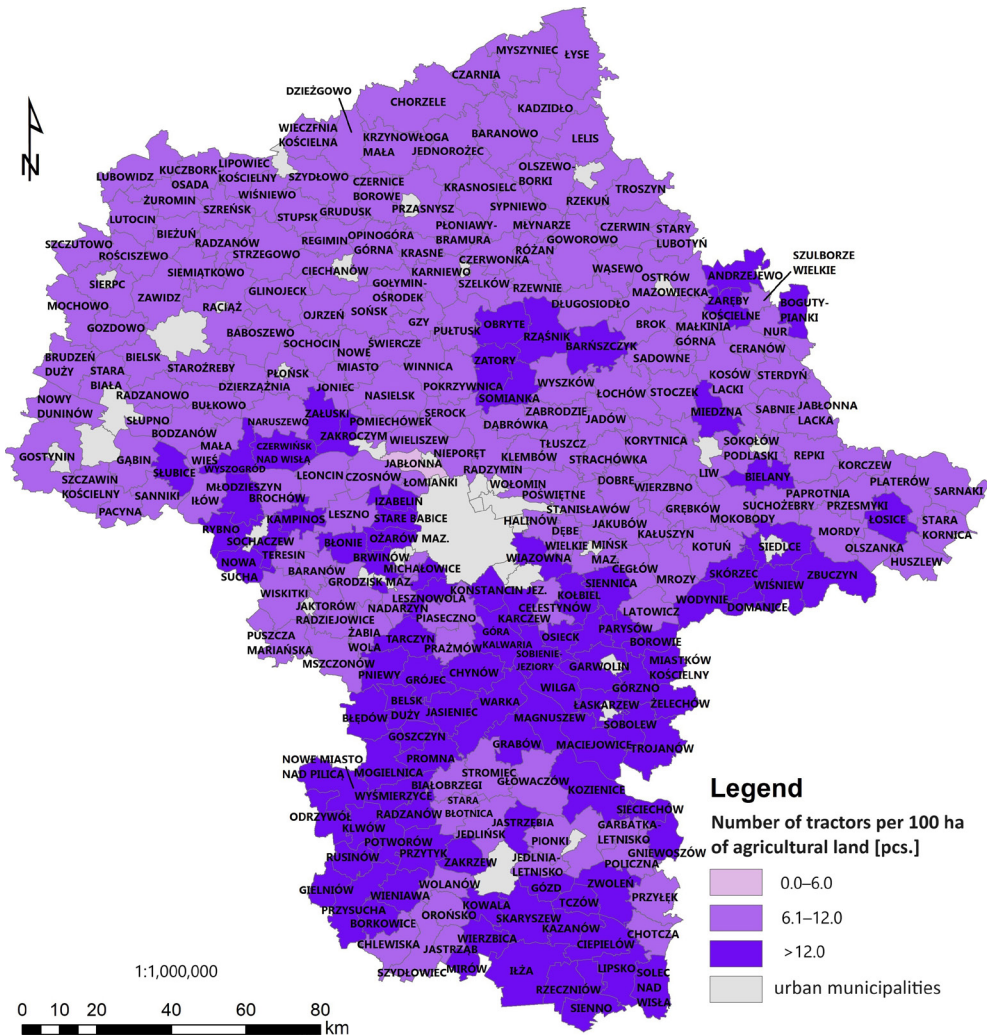 MYSZYNIEC
ŁYSE
CZARNIA
DZIEŻGOWO
CHORZELE
KADZIDŁO
WIECZFNIA
KOŚCIELNA
KRZYNOWŁOGA
MAŁA
BARANOWO
JEDNOROŻEC
LELIS
N
LIPOWIEC
KOŚCIELNY
KUCZBORK-
OSADA
LUBOWIDZ
SZYDŁOWO
CZERNICE
BOROWE
OLSZEWO-
BORKI
KRASNOSIELC
TROSZYN
ŻUROMIN
WIŚNIEWO
SZREŃSK
STUPSK
GRUDUSK
PRZASNYSZ
SYPNIEWO
RZEKUŃ
LUTOCIN
BIEŻUŃ
RADZANÓW
REGIMIN
OPINOGÓRA
GÓRNA
PŁONIAWY-
BRAMURA
MŁYNARZE
GOWOROWO
CZERWIN
STARY
LUBOTYŃ
SZCZUTOWO
ROŚCISZEWO
STRZEGOWO
KRASNE
CZERWONKA
RÓŻAN
SZULBORZE
WIELKIE
SIEMIĄTKOWO
CIECHANÓW
KARNIEWO
WĄSEWO
OSTRÓW
MAZOWIECKA
ANDRZEJEWO
SIERPC
GLINOJECK
GOŁYMIN-
OŚRODEK
SZELKÓW
RZEWNIE
ZARĘBY
KOŚCIELNE
BOGUTY-
PIANKI
MOCHOWO
ZAWIDZ
RACIĄŻ
OJRZEŃ
SOŃSK
DŁUGOSIODŁO
GOZDOWO
BABOSZEWO
GZY
PUŁTUSK
OBRYTE
RZĄŚNIK
BROK
MAŁKINIA
GÓRNA
NUR
SOCHOCIN
ŚWIERCZE
BARŃSZCZYK
CERANÓW
BRUDZEŃ
DUŻY
BIELSK
NOWE
MIASTO
ZATORY
SADOWNE
STARA
BIAŁA
STAROŹREBY
PŁOŃSK
WINNICA
KOSÓW
LACKI
STERDYŃ
RADZANOWO
DZIERZĄŻNIA
JONIEC
POKRZYWNICA
WYSZKÓW
ŁOCHÓW
STOCZEK
NOWY
DUNINÓW
BULKOWO
NASIELSK
SOMIANKA
ZAŁUSKI
SEROCK
ZABRODZIE
MIEDZNA
SABNIE
JABŁONNA
LACKA
SŁUPNO
NARUSZEWO
POMIECHÓWEK
DĄBRÓWKA
JADÓW
BODZANÓW
ZAKROCZYM
WIELISZEW
TŁUSZCZ
KORYTNICA
SOKOŁÓW
PODLASKI
GOSTYNIN
GĄBIN
MAŁA
WIEŚ
CZERWIŃSK
NAD WISŁĄ
NIEPORĘT
KLEMBÓW
STRACHÓWKA
REPKI
SŁUBICE
WYSZOGRÓD
JABŁONNA
RADZYMIN
LIW
KORCZEW
SZCZAWIN
KOŚCIELNY
LEONCIN
CZOSNÓW
ŁOMIANKI
WOŁOMIN
DOBRE
WIERZBNO
BIELANY
PLATERÓW
MŁODZIESZYN
SANNIKI
IŁÓW
BROCHÓW
IZABELIN
POŚWIĘTNE
PAPROTNIA
SARNAKI
PACYNA
LESZNO
STANISŁAWÓW
GRĘBKÓW
SUCHOŻEBRY
PRZESMYKI
RYBNO
KAMPINOS
STARE BABICE
HALINÓW
JAKUBÓW
MOKOBODY
ŁOSICE
STARA
KORNICA
SOCHACZEW
BŁONIE
OŻARÓW
MAZ.
DĘBE
WIELKIE
KAŁUSZYN
MORDY
TERESIN
BRWINÓW
WIĄZOWNA
MIŃSK
MAZ.
KOTUŃ
SIEDLCE
OLSZANKA
NOWA
SUCHA
BARANÓW
MICHAŁOWICE
CEGŁÓW
HUSZLEW
GRODZISK MAZ.
SIENNICA
MROZY
SKÓRZEC
ZBUCZYN
WISKITKI
LESZNOWOLA
KONSTANCIN JEZ.
KOŁBIEL
WIŚNIEW
JAKTORÓW
NADARZYN
CELESTYNÓW
WODYNIE
DOMANICE
RADZIEJOWICE
PIASECZNO
KARCZEW
LATOWICZ
PUSZCZA
MARIAŃSKA
ŻABIA
WOLA
TARCZYN
GÓRA
KALWARIA
OSIECK
PARYSÓW
BOROWIE
MSZCZONÓW
PRAŻMÓW
SOBIENIE-
JEZIORY
GARWOLIN
MIASTKÓW
KOŚCIELNY
PNIEWY
GRÓJEC
CHYNÓW
WILGA
GÓRZNO
BELSK
DUŻY
WARKA
ŁASKARZEW
ŻELECHÓW
BŁĘDÓW
JASIENIEC
MAGNUSZEW
SOBOLEW
GOSZCZYN
GRABÓW
MACIEJOWICE
TROJANÓW
NOWE MIASTO
NAD PILICĄ
PROMNA
MOGIELNICA
STROMIEC
BIAŁOBRZEGI
GŁOWACZÓW
KOZIENICE
WYŚMIERZYCE
STARA
BŁOTNICA
SIECIECHÓW
ODRZYWÓŁ
RADZANÓW
JASTRZĘBIA
GARBATKA-
LETNISKO
KLWÓW
JEDLIŃSK
PIONKI
POTWORÓW
GNIEWOSZÓW
RUSINÓW
PRZYTYK
ZAKRZEW
JEDLNIA-
LETNISKO
POLICZNA
GIELNIÓW
WOLANÓW
GÓZD
ZWOLEŃ
PRZYŁĘK
WIENIAWA
KOWALA
TCZÓW
PRZYSUCHA
OROŃSKO
SKARYSZEW
BORKOWICE
KAZANÓW
CHOTCZA
CHLEWISKA
WIERZBICA
CIEPIELÓW
JASTRZĄB
SZYDŁOWIEC
MIRÓW
IŁŻA
LIPSKO
SOLEC
NAD
WISŁĄ
RZECZNIÓW
SIENNO
Legend
Number of tractors per 100 ha
of agricultural land [pcs.]
0.0–6.0
6.1–12.0
>12.0
urban municipalities
1:1,000,000
0 10 20 40 60 80
km